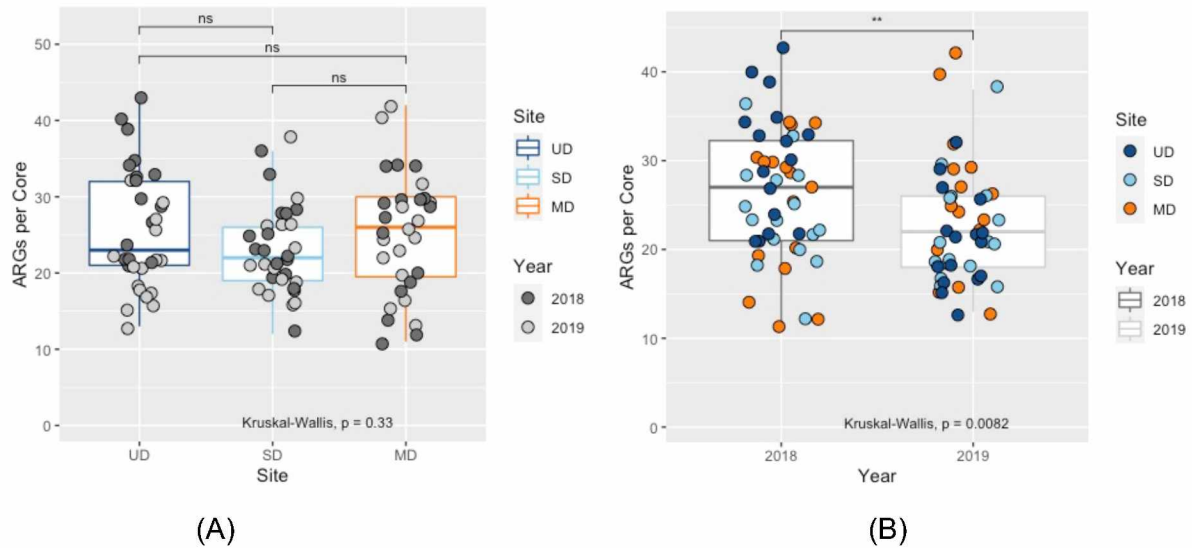 ns
ns
ns
ARGs per Core
50
40
30
20
10
0
Kruskal-Wallis, p = 0.33
UD SD MD
Site
Site
UD
SD
MD
Year
2018
2019
(A)
**
ARGs per Core
40
30
20
10
0
Kruskal-Wallis, p = 0.0082
2018 2019
Year
Site
UD
SD
MD
Year
2018
2019
(B)